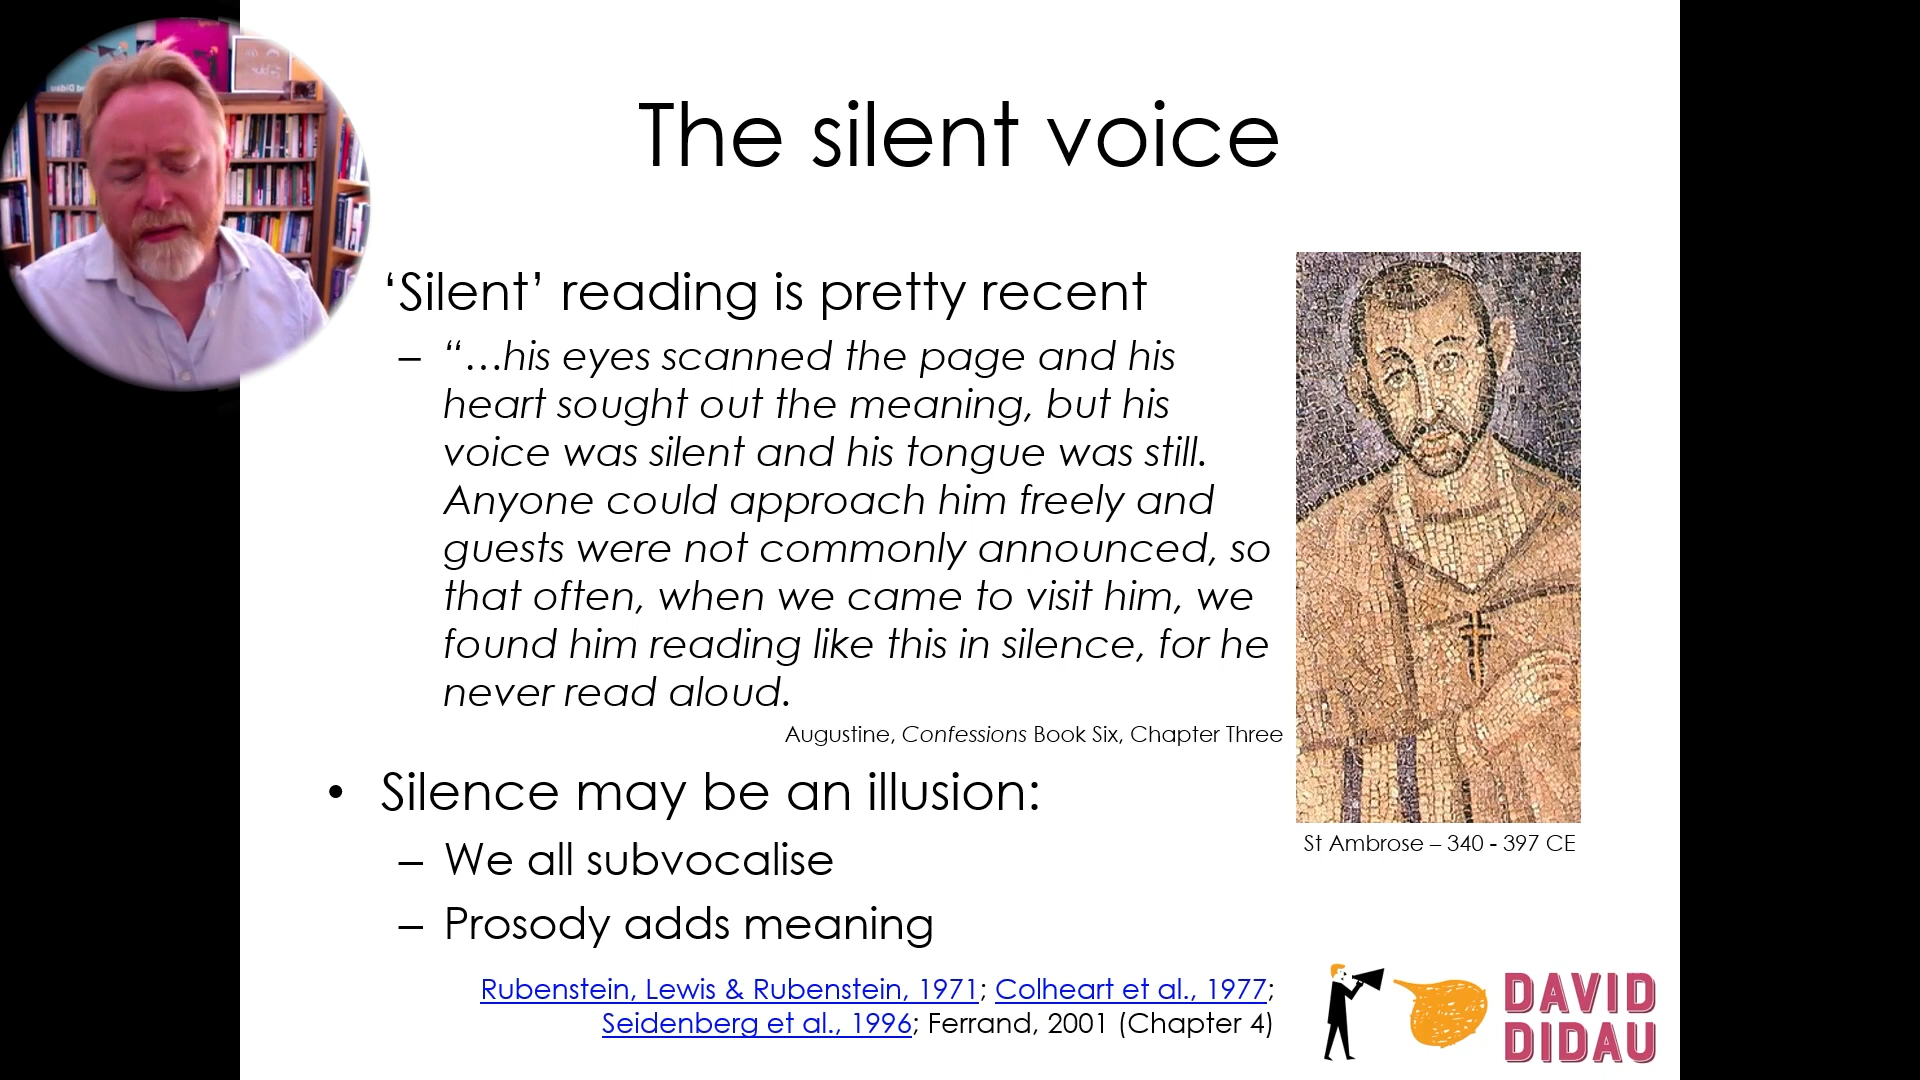 The silent voice
‘Silent’ reading is pretty recent
– “…his eyes scanned the page and his
heart sought out the meaning, but his
voice was silent and his tongue was still.
Anyone could approach him freely and
guests were not commonly announced, so
that often, when we came to visit him, we
found him reading like this in silence, for he
never read aloud.
Augustine, Confessions Book Six, Chapter Three
• Silence may be an illusion:
– We all subvocalise
– Prosody adds meaning
St Ambrose – 340 - 397 CE
Rubenstein, Lewis & Rubenstein, 1971; Colheart et al., 1977;
Seidenberg et al., 1996; Ferrand, 2001 (Chapter 4)
DAVID
DIDAU